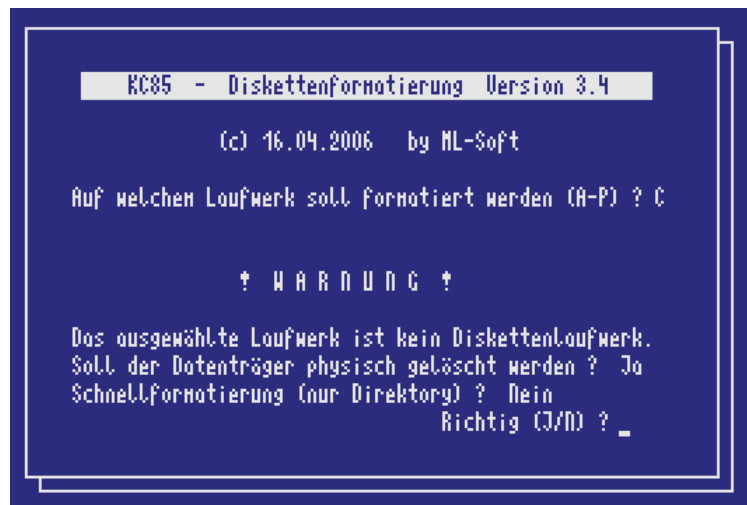 KC85 - Diskettenformatierung Version 3.4
(c) 16.04.2006 by ML-Soft
Auf welchem Laufwerk soll formatiert werden (A-P) ? C
! W A R N U N G !
Das ausgewählte Laufwerk ist kein Diskettenlaufwerk.
Soll der Datenträger physisch gelöscht werden ? Ja
Schnellformatierung (nur Direktory) ? Nein
Richtig (J/N) ? _